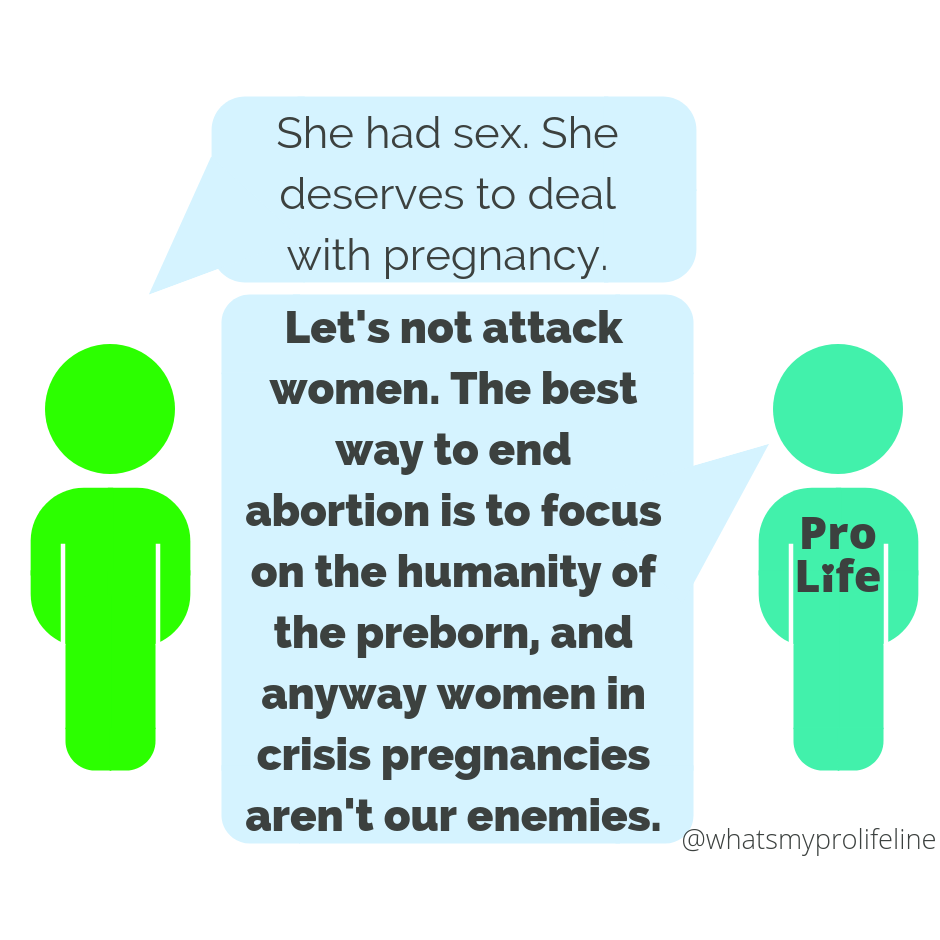 She had sex. She
deserves to deal
with pregnancy.
Let's not attack
women. The best
way to end
abortion is to focus
on the humanity of
the preborn, and
anyway women in
crisis pregnancies
aren't our enemies.
Pro
Life
@whatsmyprolifeline